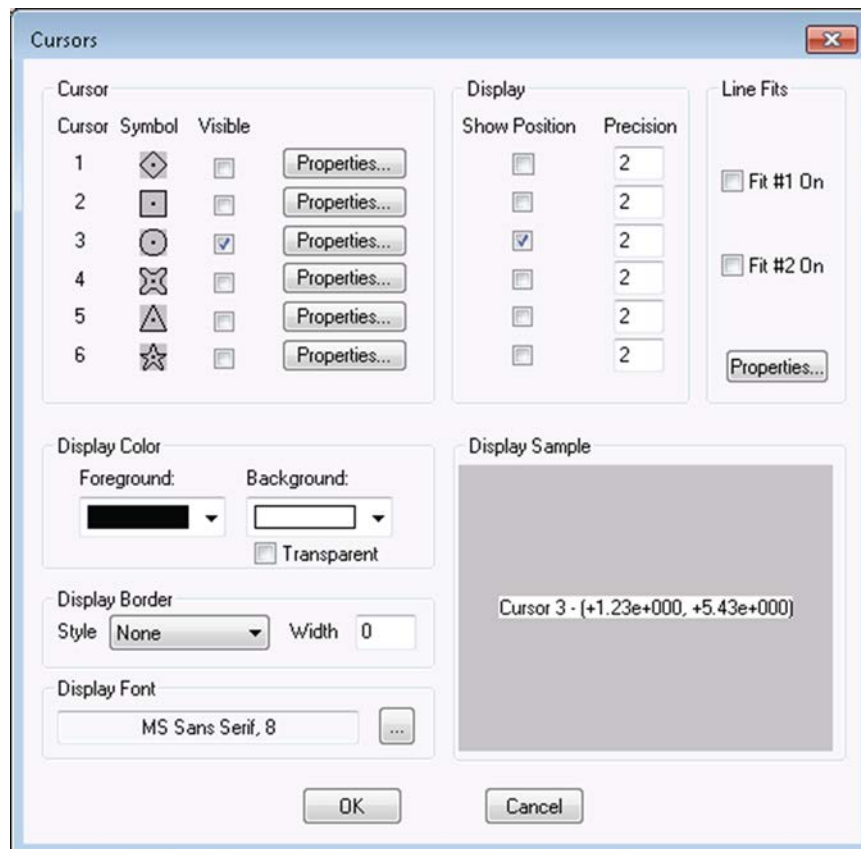 Cursors
Cursor
Cursor Symbol Visible
1 Properties...
2 Properties...
3 Properties...
4 Properties...
5 Properties...
6 Properties...
Display
Show Position Precision
2
2
2
2
2
2
Line Fits
Fit #1 On
Fit #2 On
Properties...
Display Color
Foreground: Background:
Transparent
Display Border
Style None Width 0
Display Font
MS Sans Serif, 8 ...
Display Sample
Cursor 3 - (+1.23e+000, +5.43e+000)
OK Cancel